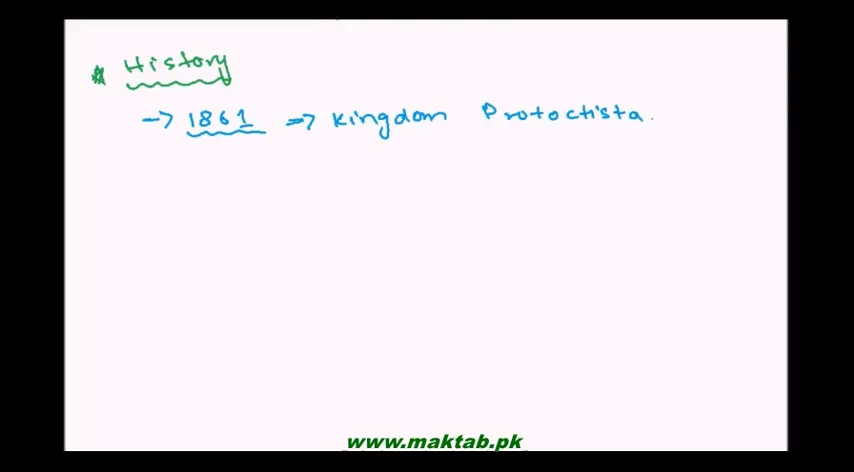 * History
→ 1861 ⇒ Kingdom Protoctista.
www.maktab.pk